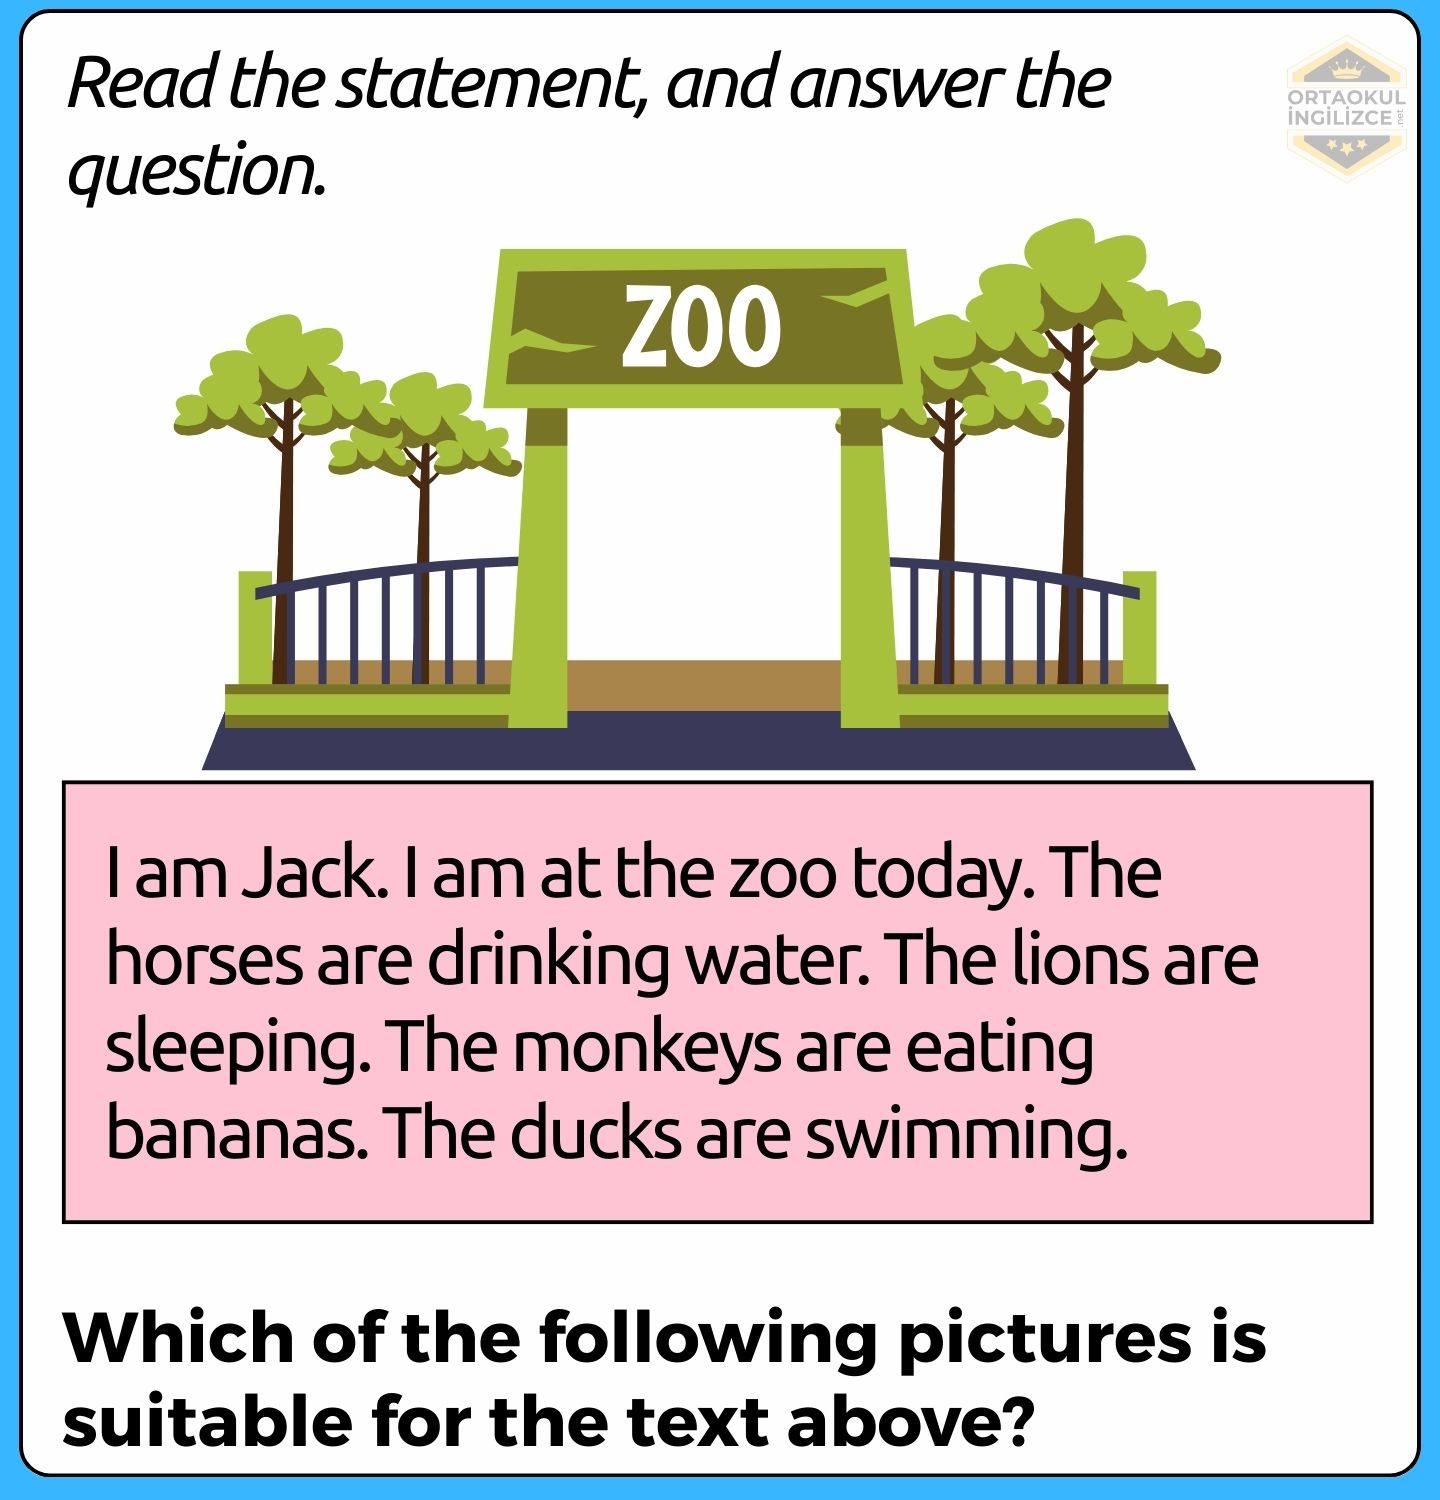 Read the statement, and answer the
question.
ORTAOKUL
İNGİLİZCE
.net
ZOO
I am Jack. I am at the zoo today. The
horses are drinking water. The lions are
sleeping. The monkeys are eating
bananas. The ducks are swimming.
Which of the following pictures is
suitable for the text above?